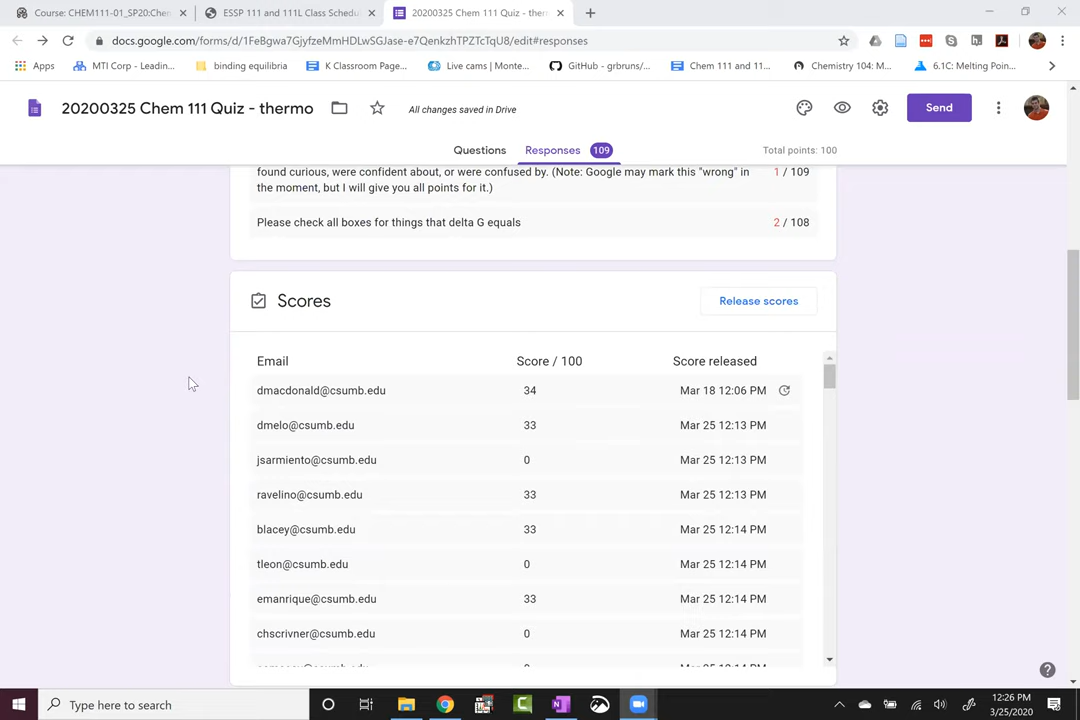 Course: CHEM111-01_SP20:Chen
ESSP 111 and 111L Class Schedul
20200325 Chem 111 Quiz - therm
docs.google.com/forms/d/1FeBgwa7GjyfzeMmHDLwSGJase-e7QenkzhTPZTcTqU8/edit#responses
Apps
MTI Corp - Leadin...
binding equilibria
K Classroom Page...
Live cams | Monte...
GitHub - grbruns/...
Chem 111 and 11...
Chemistry 104: M...
6.1C: Melting Poin...
20200325 Chem 111 Quiz - thermo
All changes saved in Drive
Send
Questions
Responses 109
Total points: 100
found curious, were confident about, or were confused by. (Note: Google may mark this "wrong" in
the moment, but I will give you all points for it.)
1 / 109
Please check all boxes for things that delta G equals
2 / 108
Scores
Release scores
Email Score / 100 Score released
dmacdonald@csumb.edu 34 Mar 18 12:06 PM
dmelo@csumb.edu 33 Mar 25 12:13 PM
jsarmiento@csumb.edu 0 Mar 25 12:13 PM
ravelino@csumb.edu 33 Mar 25 12:13 PM
blacey@csumb.edu 33 Mar 25 12:14 PM
tleon@csumb.edu 0 Mar 25 12:14 PM
emanrique@csumb.edu 33 Mar 25 12:14 PM
chscrivner@csumb.edu 0 Mar 25 12:14 PM
Type here to search
12:26 PM
3/25/2020